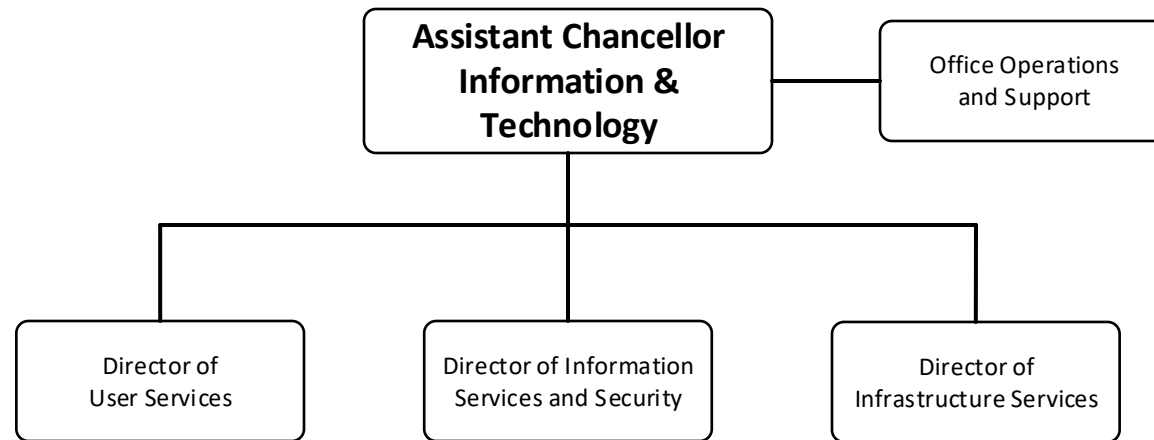 Assistant Chancellor
Information &
Technology
Office Operations
and Support
Director of
User Services
Director of Information
Services and Security
Director of
Infrastructure Services